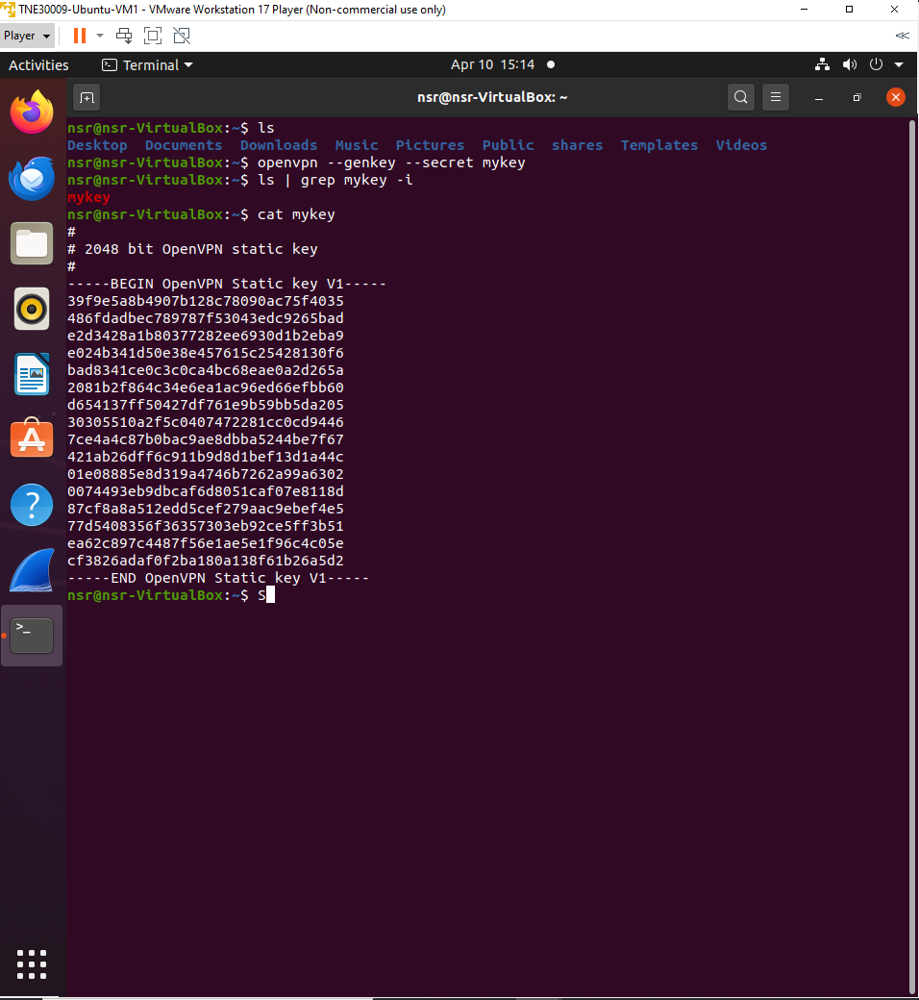 TNE30009-Ubuntu-VM1 - VMware Workstation 17 Player (Non-commercial use only)
Player
Activities Terminal Apr 10 15:14
nsr@nsr-VirtualBox: ~
nsr@nsr-VirtualBox:~$ ls
Desktop Documents Downloads Music Pictures Public shares Templates Videos
nsr@nsr-VirtualBox:~$ openvpn --genkey --secret mykey
nsr@nsr-VirtualBox:~$ ls | grep mykey -i
mykey
nsr@nsr-VirtualBox:~$ cat mykey
#
# 2048 bit OpenVPN static key
#
-----BEGIN OpenVPN Static key V1-----
39f9e5a8b4907b128c78090ac75f4035
486fdadbec789787f53043edc9265bad
e2d3428a1b80377282ee6930d1b2eba9
e024b341d50e38e457615c25428130f6
bad8341ce0c3c0ca4bc68eae0a2d265a
2081b2f864c34e6ea1ac96ed66efbb60
d654137ff50427df761e9b59bb5da205
30305510a2f5c0407472281cc0cd9446
7ce4a4c87b0bac9ae8dbba5244be7f67
421ab26dff6c911b9d8d1bef13d1a44c
01e08885e8d319a4746b7262a99a6302
0074493eb9dbcaf6d8051caf07e8118d
87cf8a8a512edd5cef279aac9ebef4e5
77d5408356f36357303eb92ce5ff3b51
ea62c897c4487f56e1ae5e1f96c4c05e
cf3826adaf0f2ba180a138f61b26a5d2
-----END OpenVPN Static key V1-----
nsr@nsr-VirtualBox:~$ S